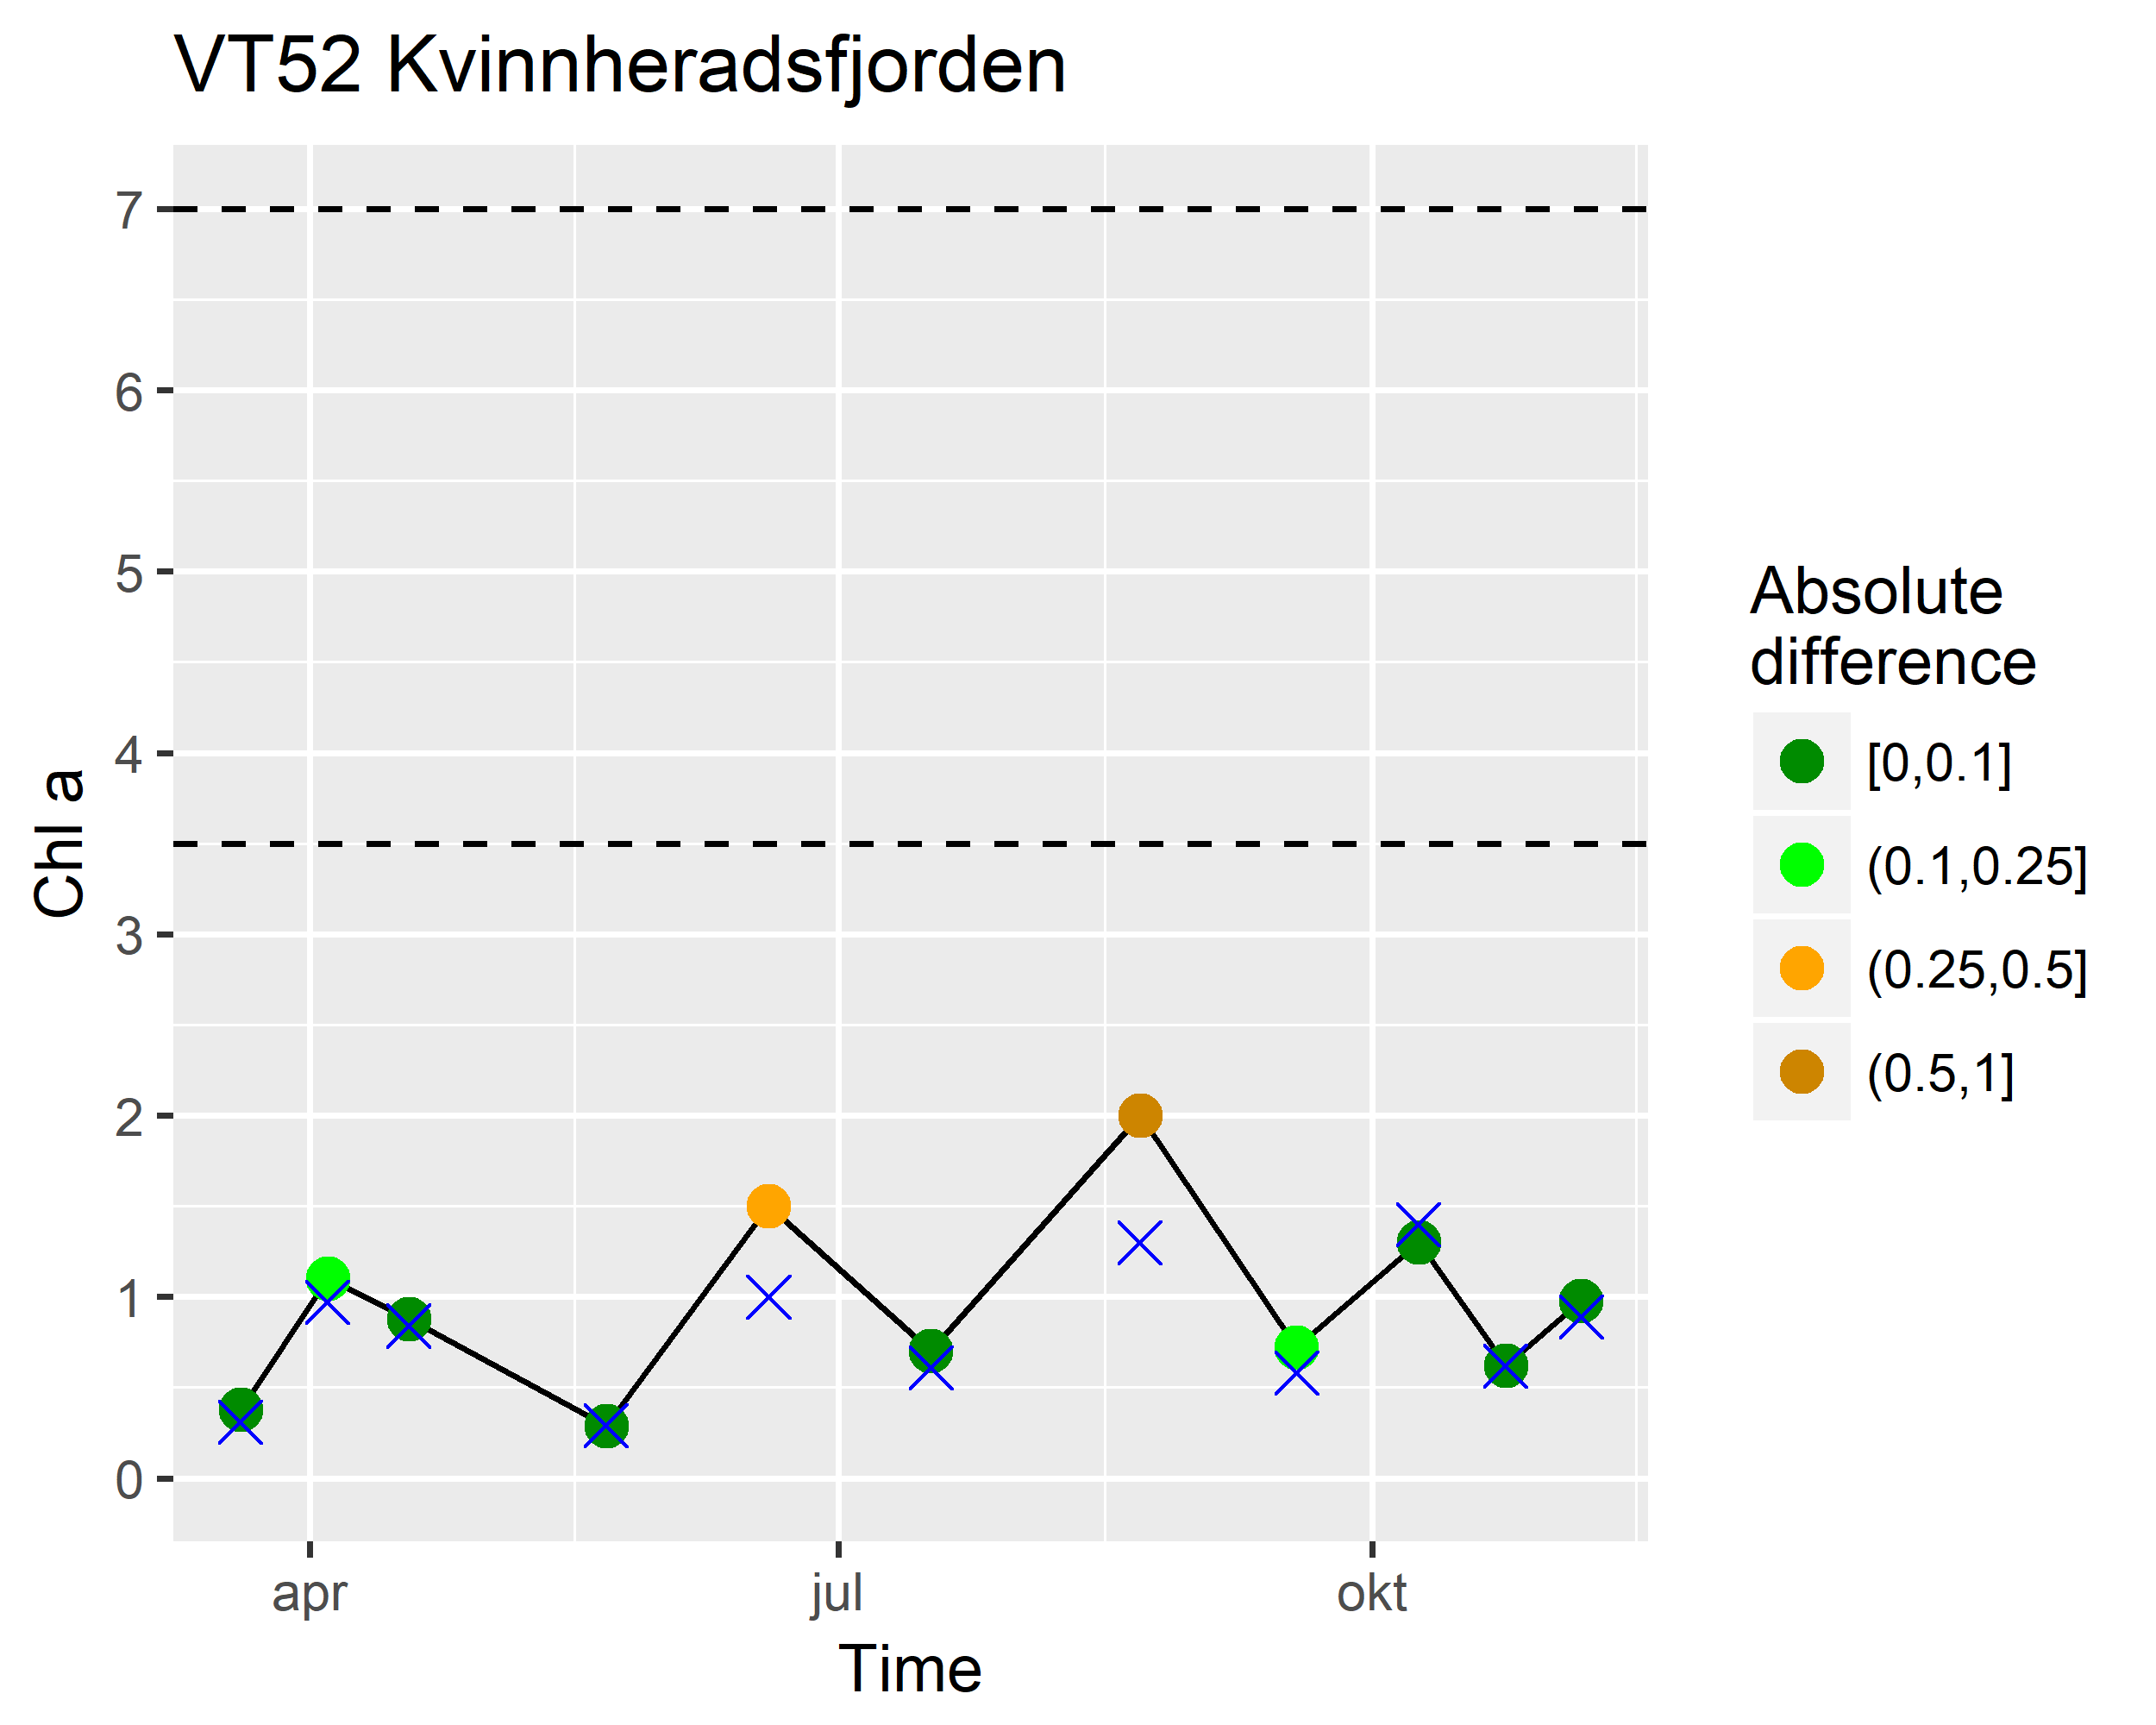 VT52 Kvinnheradsfjorden
7
6
5
4
3
2
1
0
Chl a
apr
jul
okt
Time
Absolute
difference
[0,0.1]
(0.1,0.25]
(0.25,0.5]
(0.5,1]